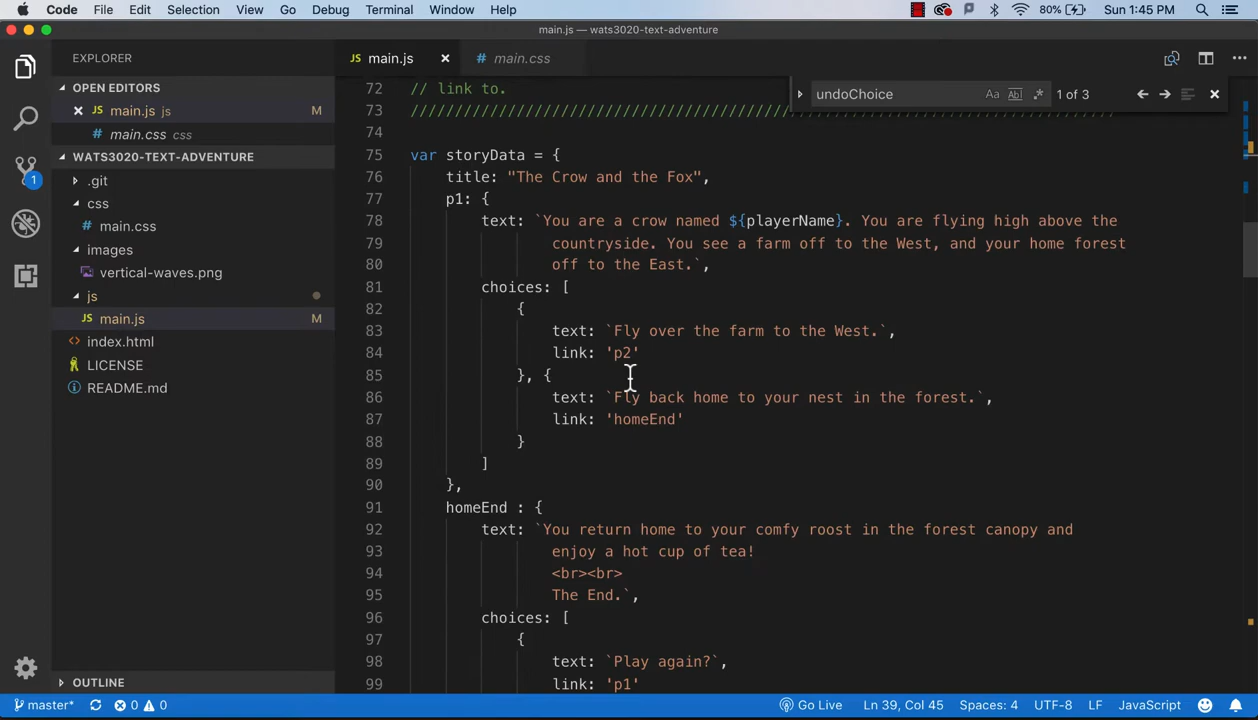 Code File Edit Selection View Go Debug Terminal Window Help 80% Sun 1:45 PM
main.js — wats3020-text-adventure
EXPLORER
OPEN EDITORS
JS main.js js M
# main.css css
WATS3020-TEXT-ADVENTURE
.git
css
# main.css
images
vertical-waves.png
js
JS main.js M
<> index.html
LICENSE
README.md
OUTLINE
1
JS main.js
# main.css
undoChoice Aa Abl .* 1 of 3
72 // link to.
73 ////////////////////////////////////////////////////////////////////////////////
74
75 var storyData = {
76 title: "The Crow and the Fox",
77 p1: {
78 text: `You are a crow named ${playerName}. You are flying high above the
79 countryside. You see a farm off to the West, and your home forest
80 off to the East.`,
81 choices: [
82 {
83 text: `Fly over the farm to the West.`,
84 link: 'p2'
85 }, {
86 text: `Fly back home to your nest in the forest.`,
87 link: 'homeEnd'
88 }
89 ]
90 },
91 homeEnd : {
92 text: `You return home to your comfy roost in the forest canopy and
93 enjoy a hot cup of tea!
94 <br><br>
95 The End.`,
96 choices: [
97 {
98 text: `Play again?`,
99 link: 'p1'
master* 0 0 Go Live Ln 39, Col 45 Spaces: 4 UTF-8 LF JavaScript